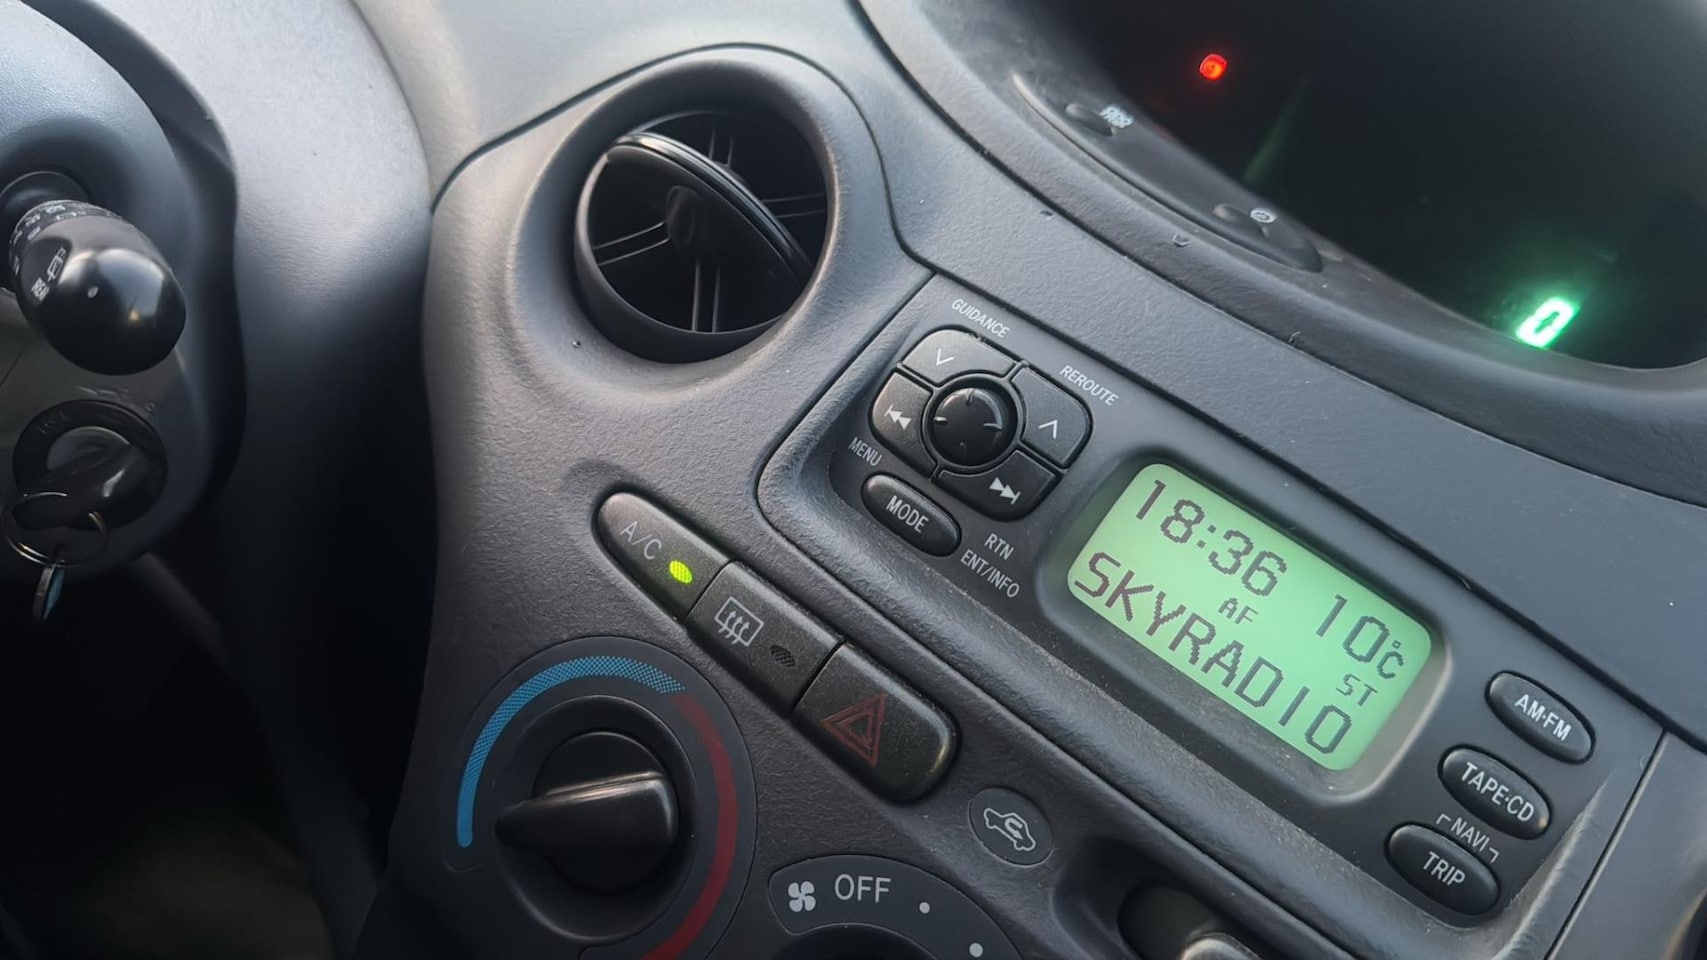 0
GUIDANCE
REROUTE
MENU
MODE
RTN
ENT/INFO
18:36
AF
10°C
ST
SKYRADIO
A/C
AM·FM
TAPE·CD
NAVI
TRIP
OFF